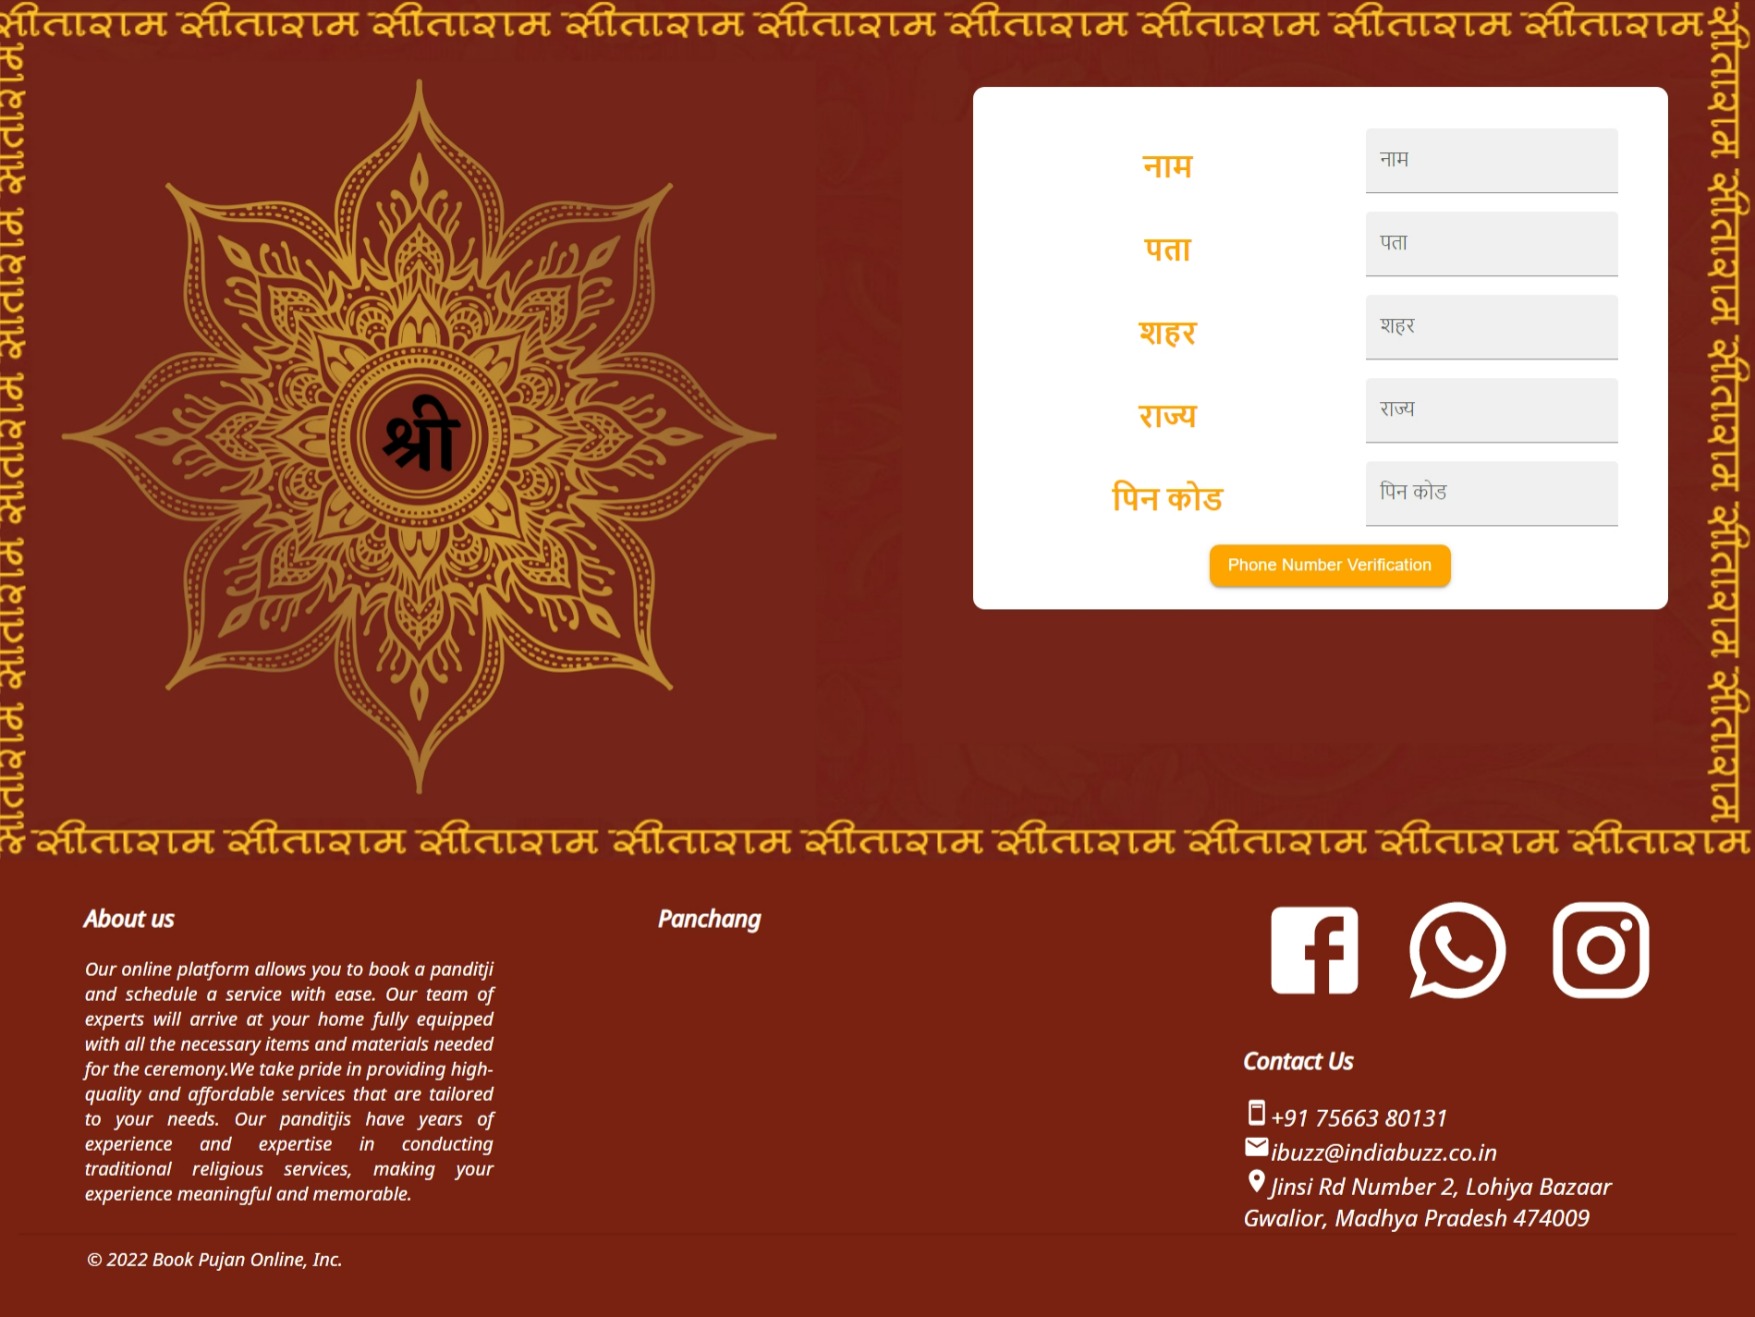 सीताराम सीताराम सीताराम सीताराम सीताराम सीताराम सीताराम सीताराम सीताराम
सीताराम सीताराम सीताराम सीताराम सीताराम
श्री
नाम नाम
पता पता
शहर शहर
राज्य राज्य
पिन कोड पिन कोड
Phone Number Verification
सीताराम सीताराम सीताराम सीताराम सीताराम
सीताराम सीताराम सीताराम सीताराम सीताराम सीताराम सीताराम सीताराम सीताराम
About us
Our online platform allows you to book a panditji
and schedule a service with ease. Our team of
experts will arrive at your home fully equipped
with all the necessary items and materials needed
for the ceremony.We take pride in providing high-
quality and affordable services that are tailored
to your needs. Our panditjis have years of
experience and expertise in conducting
traditional religious services, making your
experience meaningful and memorable.
Panchang
Contact Us
+91 75663 80131
ibuzz@indiabuzz.co.in
Jinsi Rd Number 2, Lohiya Bazaar
Gwalior, Madhya Pradesh 474009
© 2022 Book Pujan Online, Inc.